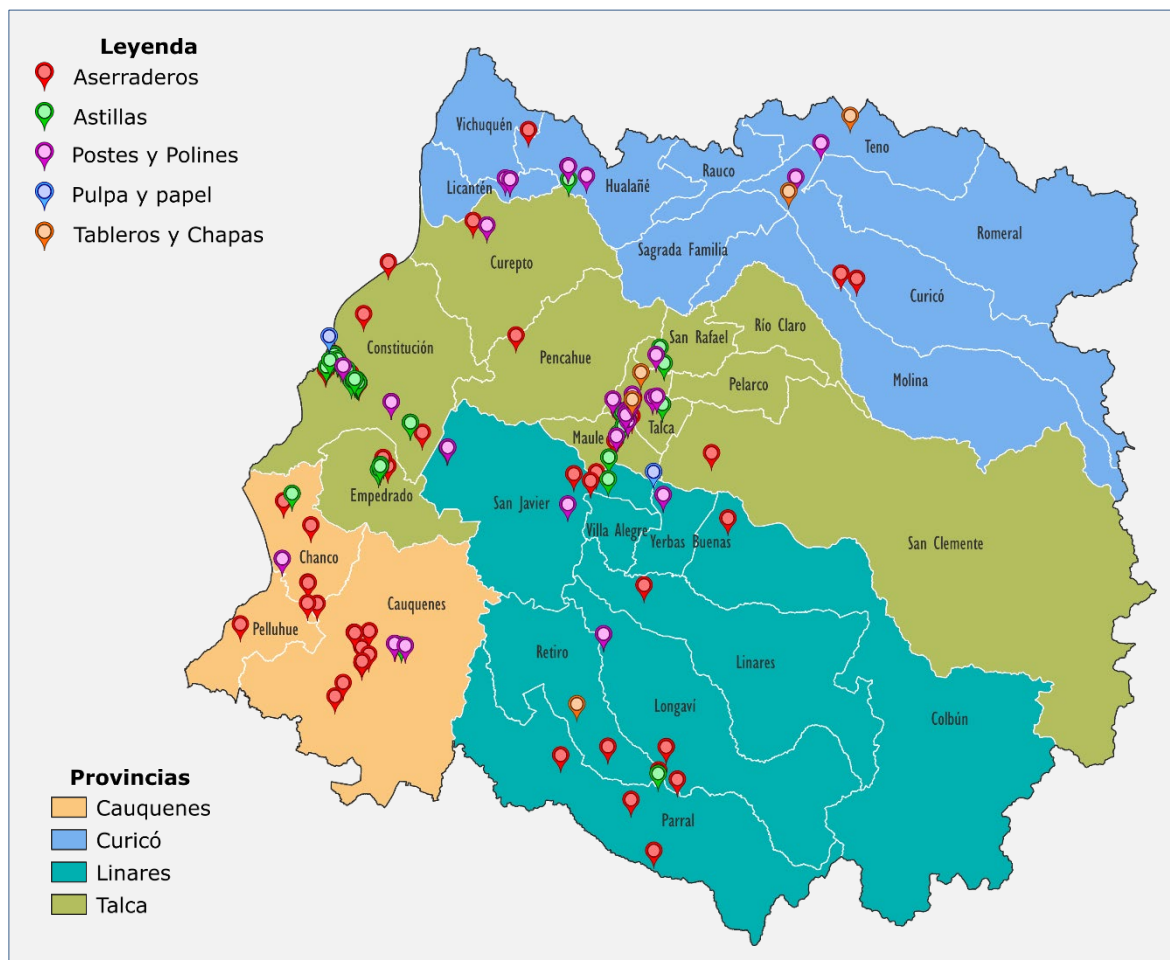 Leyenda
Aserraderos
Astillas
Postes y Polines
Pulpa y papel
Tableros y Chapas
Vichuquén
Licantén
Hualañé
Rauco
Teno
Romeral
Sagrada Familia
Curicó
Molina
Curepto
Constitución
Pencahue
San Rafael
Río Claro
Pelarco
Talca
Maule
Empedrado
San Clemente
San Javier
Villa Alegre
Yerbas Buenas
Chanco
Cauquenes
Pelluhue
Retiro
Linares
Longaví
Colbún
Parral
Provincias
Cauquenes
Curicó
Linares
Talca